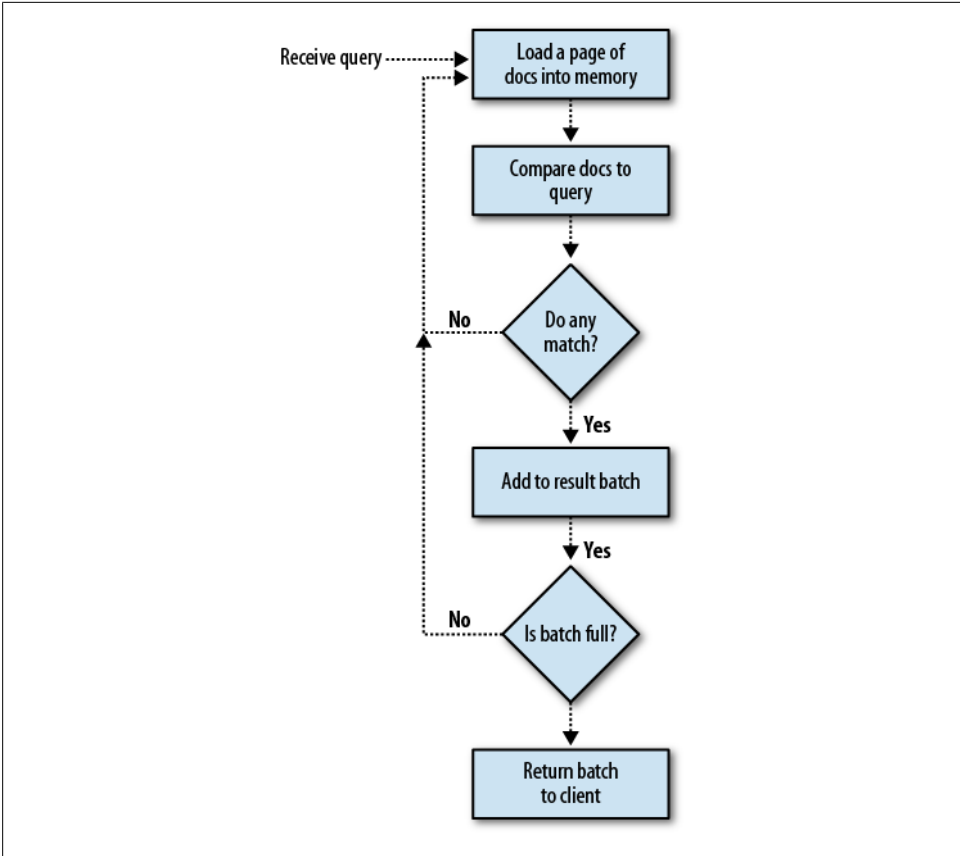 Receive query
Load a page of
docs into memory
Compare docs to
query
Do any
match?
No
Yes
Add to result batch
Yes
Is batch full?
No
Return batch
to client